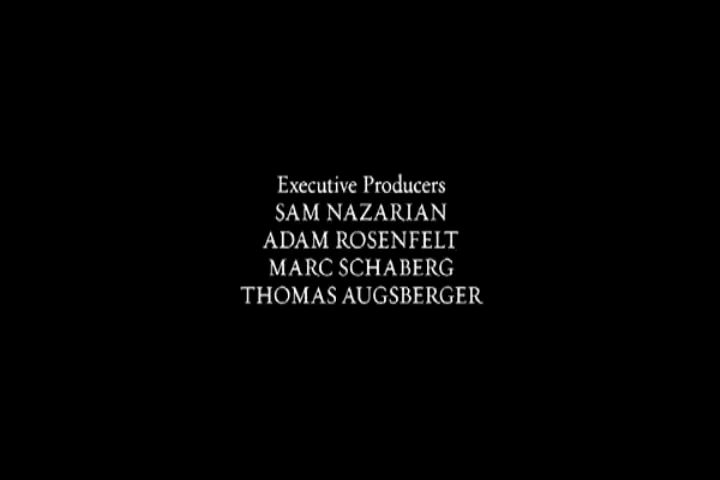 Executive Producers
SAM NAZARIAN
ADAM ROSENFELT
MARC SCHABERG
THOMAS AUGSBERGER